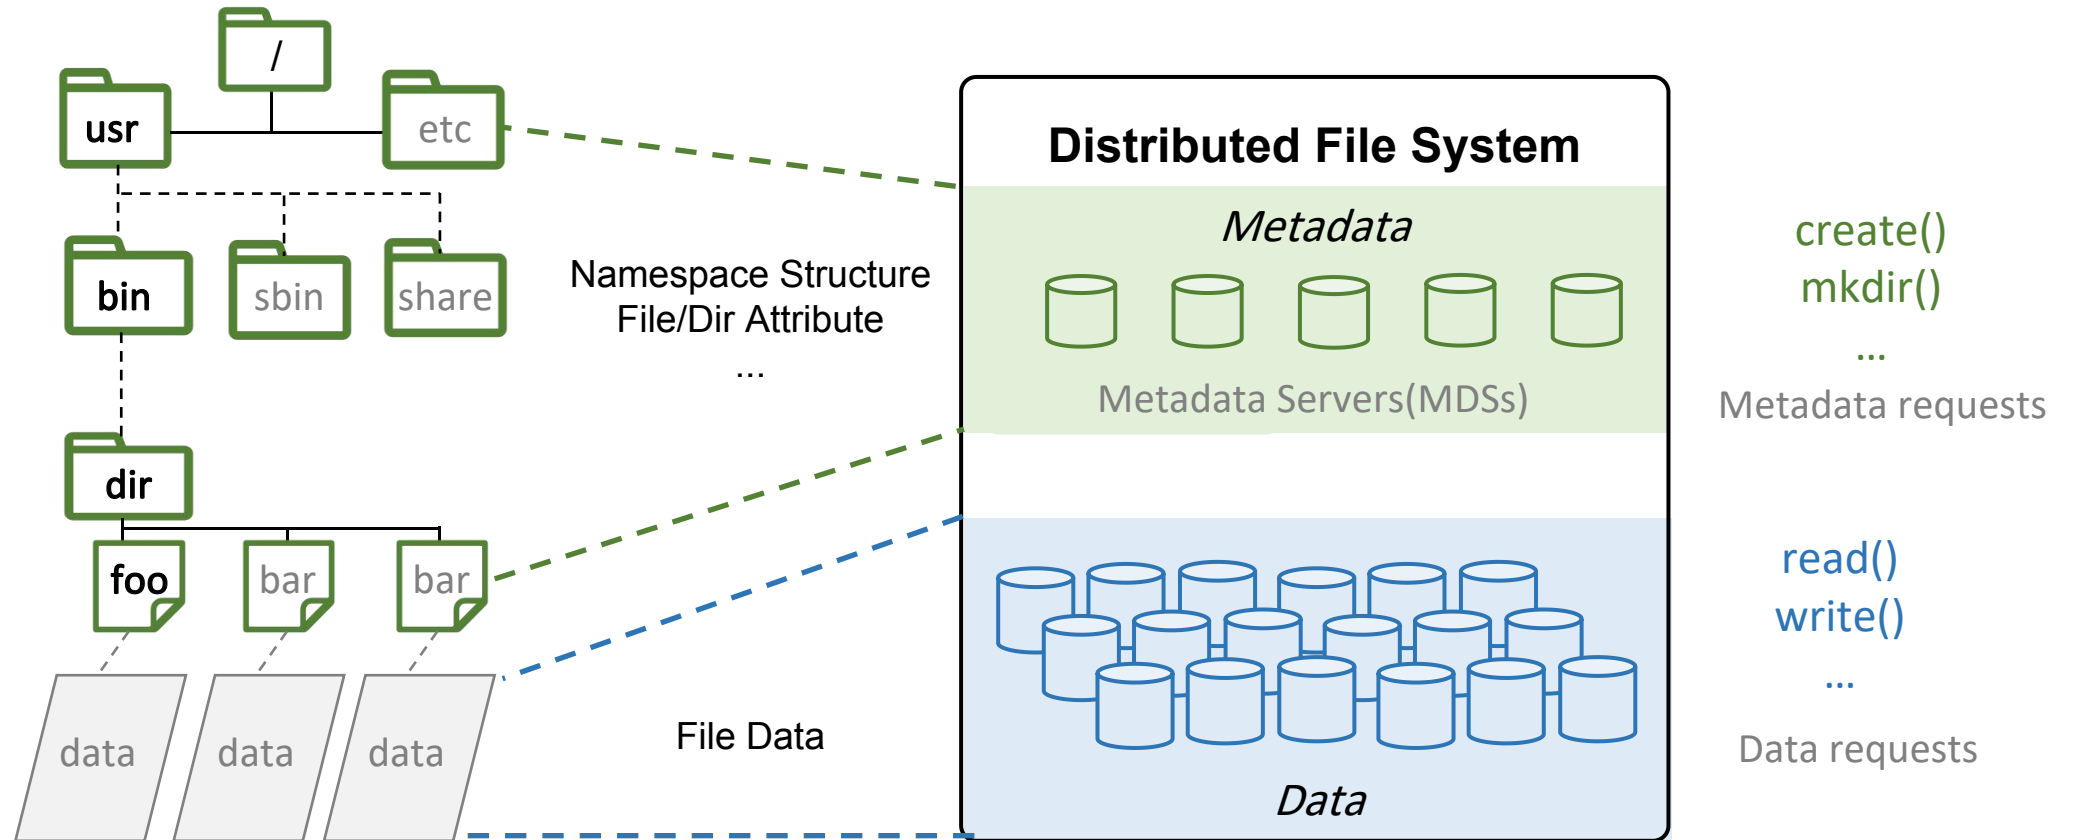 /
usr
etc
bin
sbin
share
dir
foo
bar
bar
data
data
data
Namespace Structure
File/Dir Attribute
...
File Data
Distributed File System
Metadata
Metadata Servers(MDSs)
Data
create()
mkdir()
...
Metadata requests
read()
write()
...
Data requests